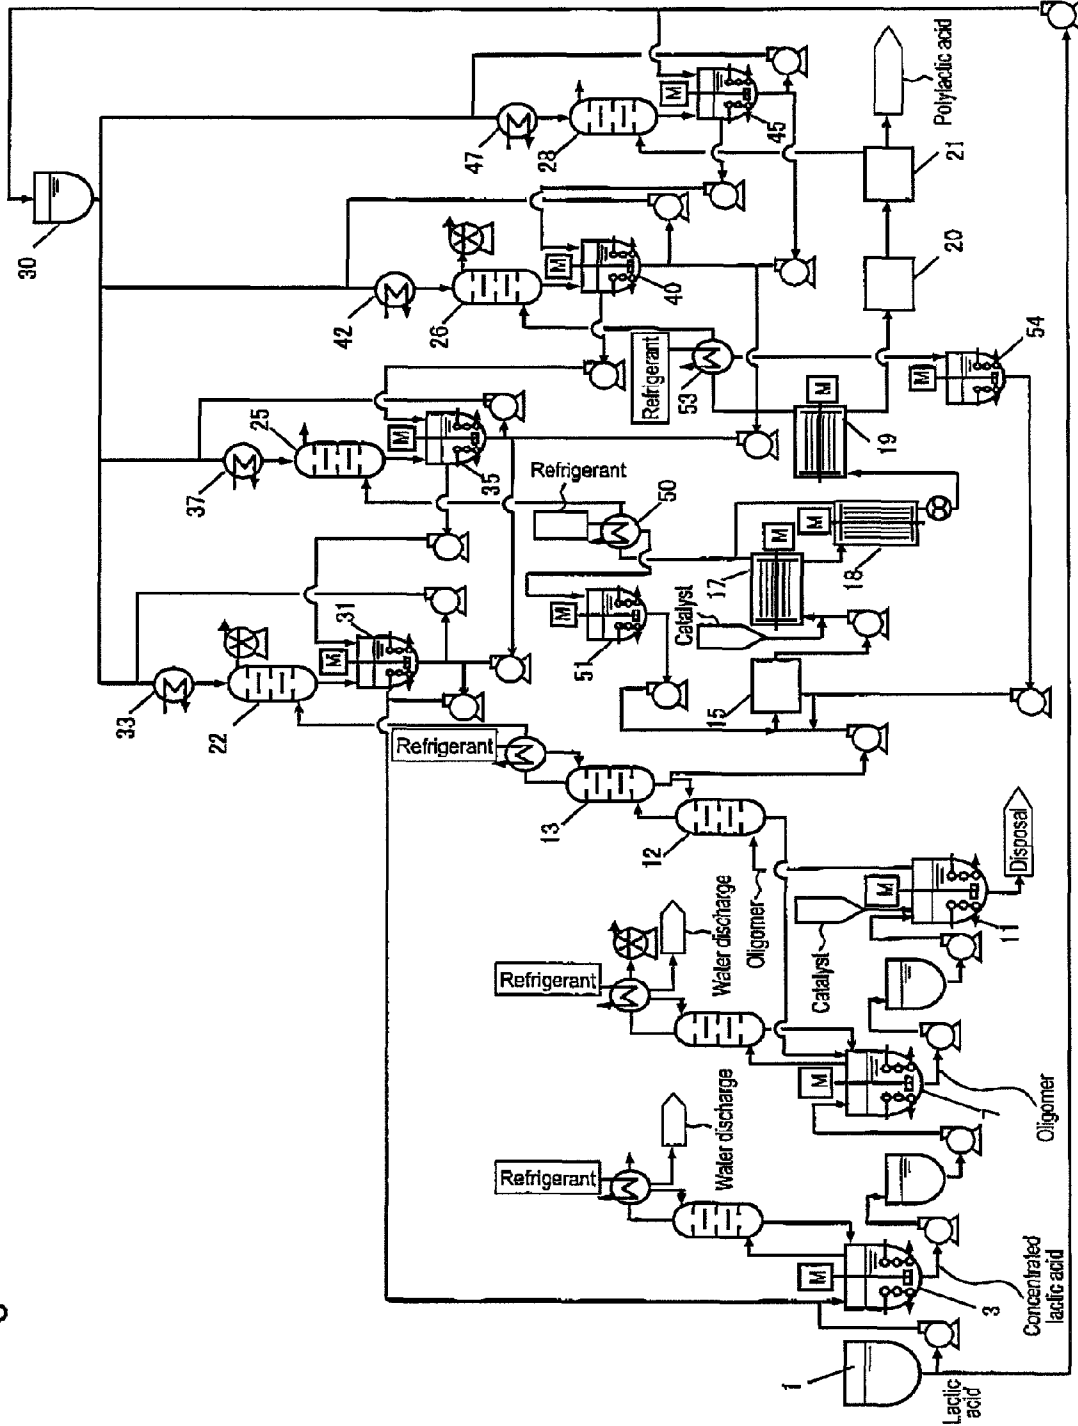 30
47
28
M
45
Polylactic acid
21
20
42
26
M
40
Refrigerant
53
M
54
M
19
37
25
M
35
Refrigerant
50
M
18
M
17
Catalyst
M
51
15
33
22
M
31
Refrigerant
13
12
Oligomer
Disposal
M
11
Catalyst
Water discharge
Refrigerant
M
7
Oligomer
Water discharge
Refrigerant
M
3
Concentrated
lactic acid
1
Lactic
acid